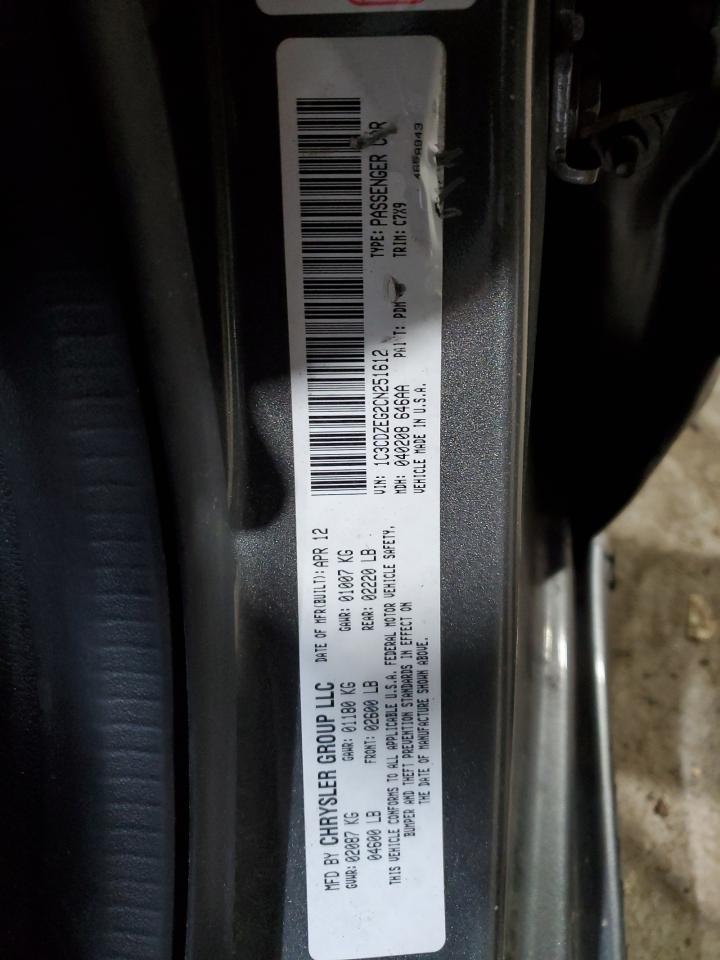 MFD BY CHRYSLER GROUP LLC DATE OF MFR(BUILT): APR 12
GVWR: 02087 KG GAWR: 01180 KG GAWR: 01007 KG
04600 LB FRONT: 02600 LB REAR: 02220 LB
THIS VEHICLE CONFORMS TO ALL APPLICABLE U.S.A. FEDERAL MOTOR VEHICLE SAFETY,
BUMPER AND THEFT PREVENTION STANDARDS IN EFFECT ON
THE DATE OF MANUFACTURE SHOWN ABOVE.
VIN: 1C3CDZEG2CN251612 TYPE: PASSENGER CAR
MDH: 040208 646AA PAINT: PDM TRIM: C7X9
VEHICLE MADE IN U.S.A.